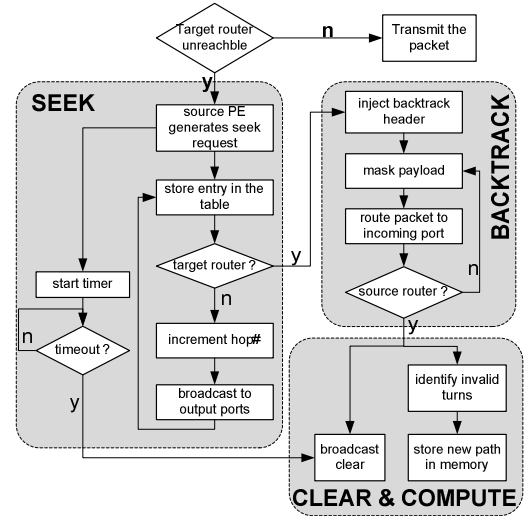 Target router
unreachble
n
Transmit the
packet
y
SEEK
source PE
generates seek
request
store entry in the
table
target router ?
y
n
start timer
increment hop#
n
timeout ?
broadcast to
output ports
y
inject backtrack
header
BACKTRACK
mask payload
route packet to
incoming port
n
source router ?
y
identify invalid
turns
broadcast
clear
store new path
in memory
CLEAR & COMPUTE